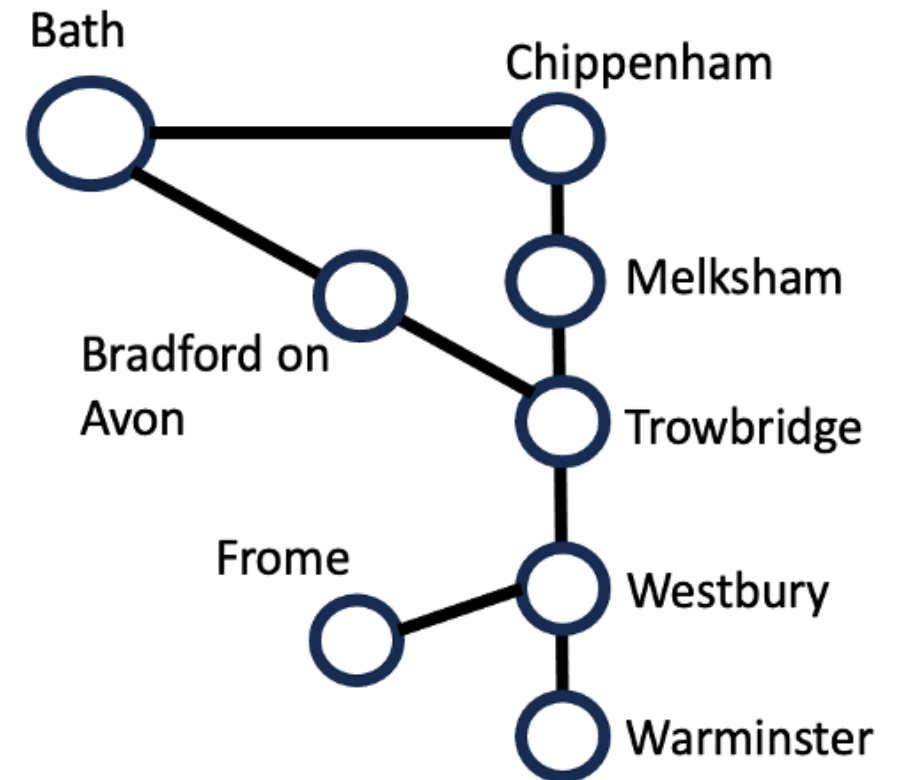 Bath
Chippenham
Melksham
Bradford on
Avon
Trowbridge
Frome
Westbury
Warminster